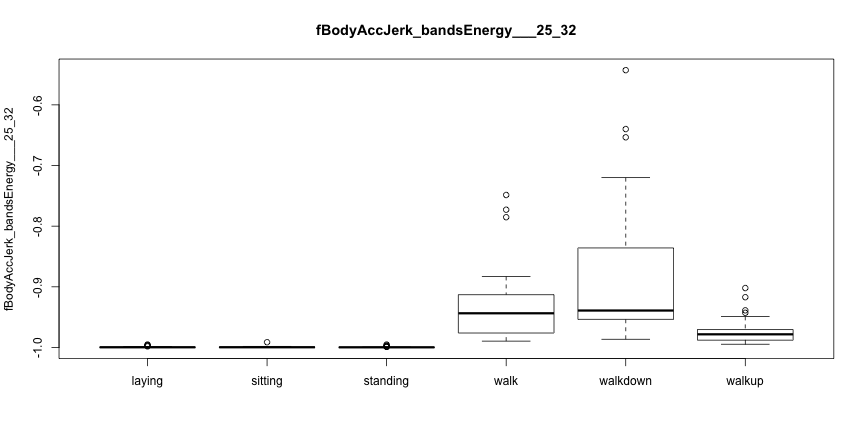 fBodyAccJerk_bandsEnergy___25_32
fBodyAccJerk_bandsEnergy___25_32
-0.6
-0.7
-0.8
-0.9
-1.0
laying
sitting
standing
walk
walkdown
walkup